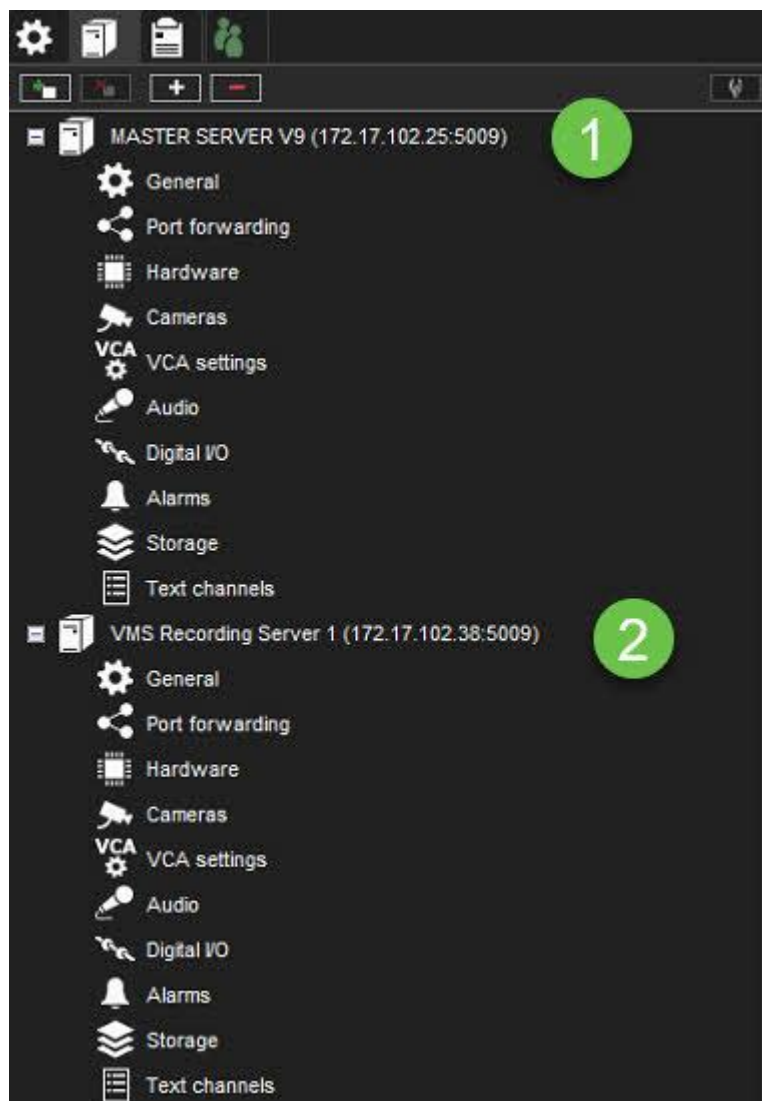 MASTER SERVER V9 (172.17.102.25:5009)
1
General
Port forwarding
Hardware
Cameras
VCA
VCA settings
Audio
Digital I/O
Alarms
Storage
Text channels
VMS Recording Server 1 (172.17.102.38:5009)
2
General
Port forwarding
Hardware
Cameras
VCA
VCA settings
Audio
Digital I/O
Alarms
Storage
Text channels